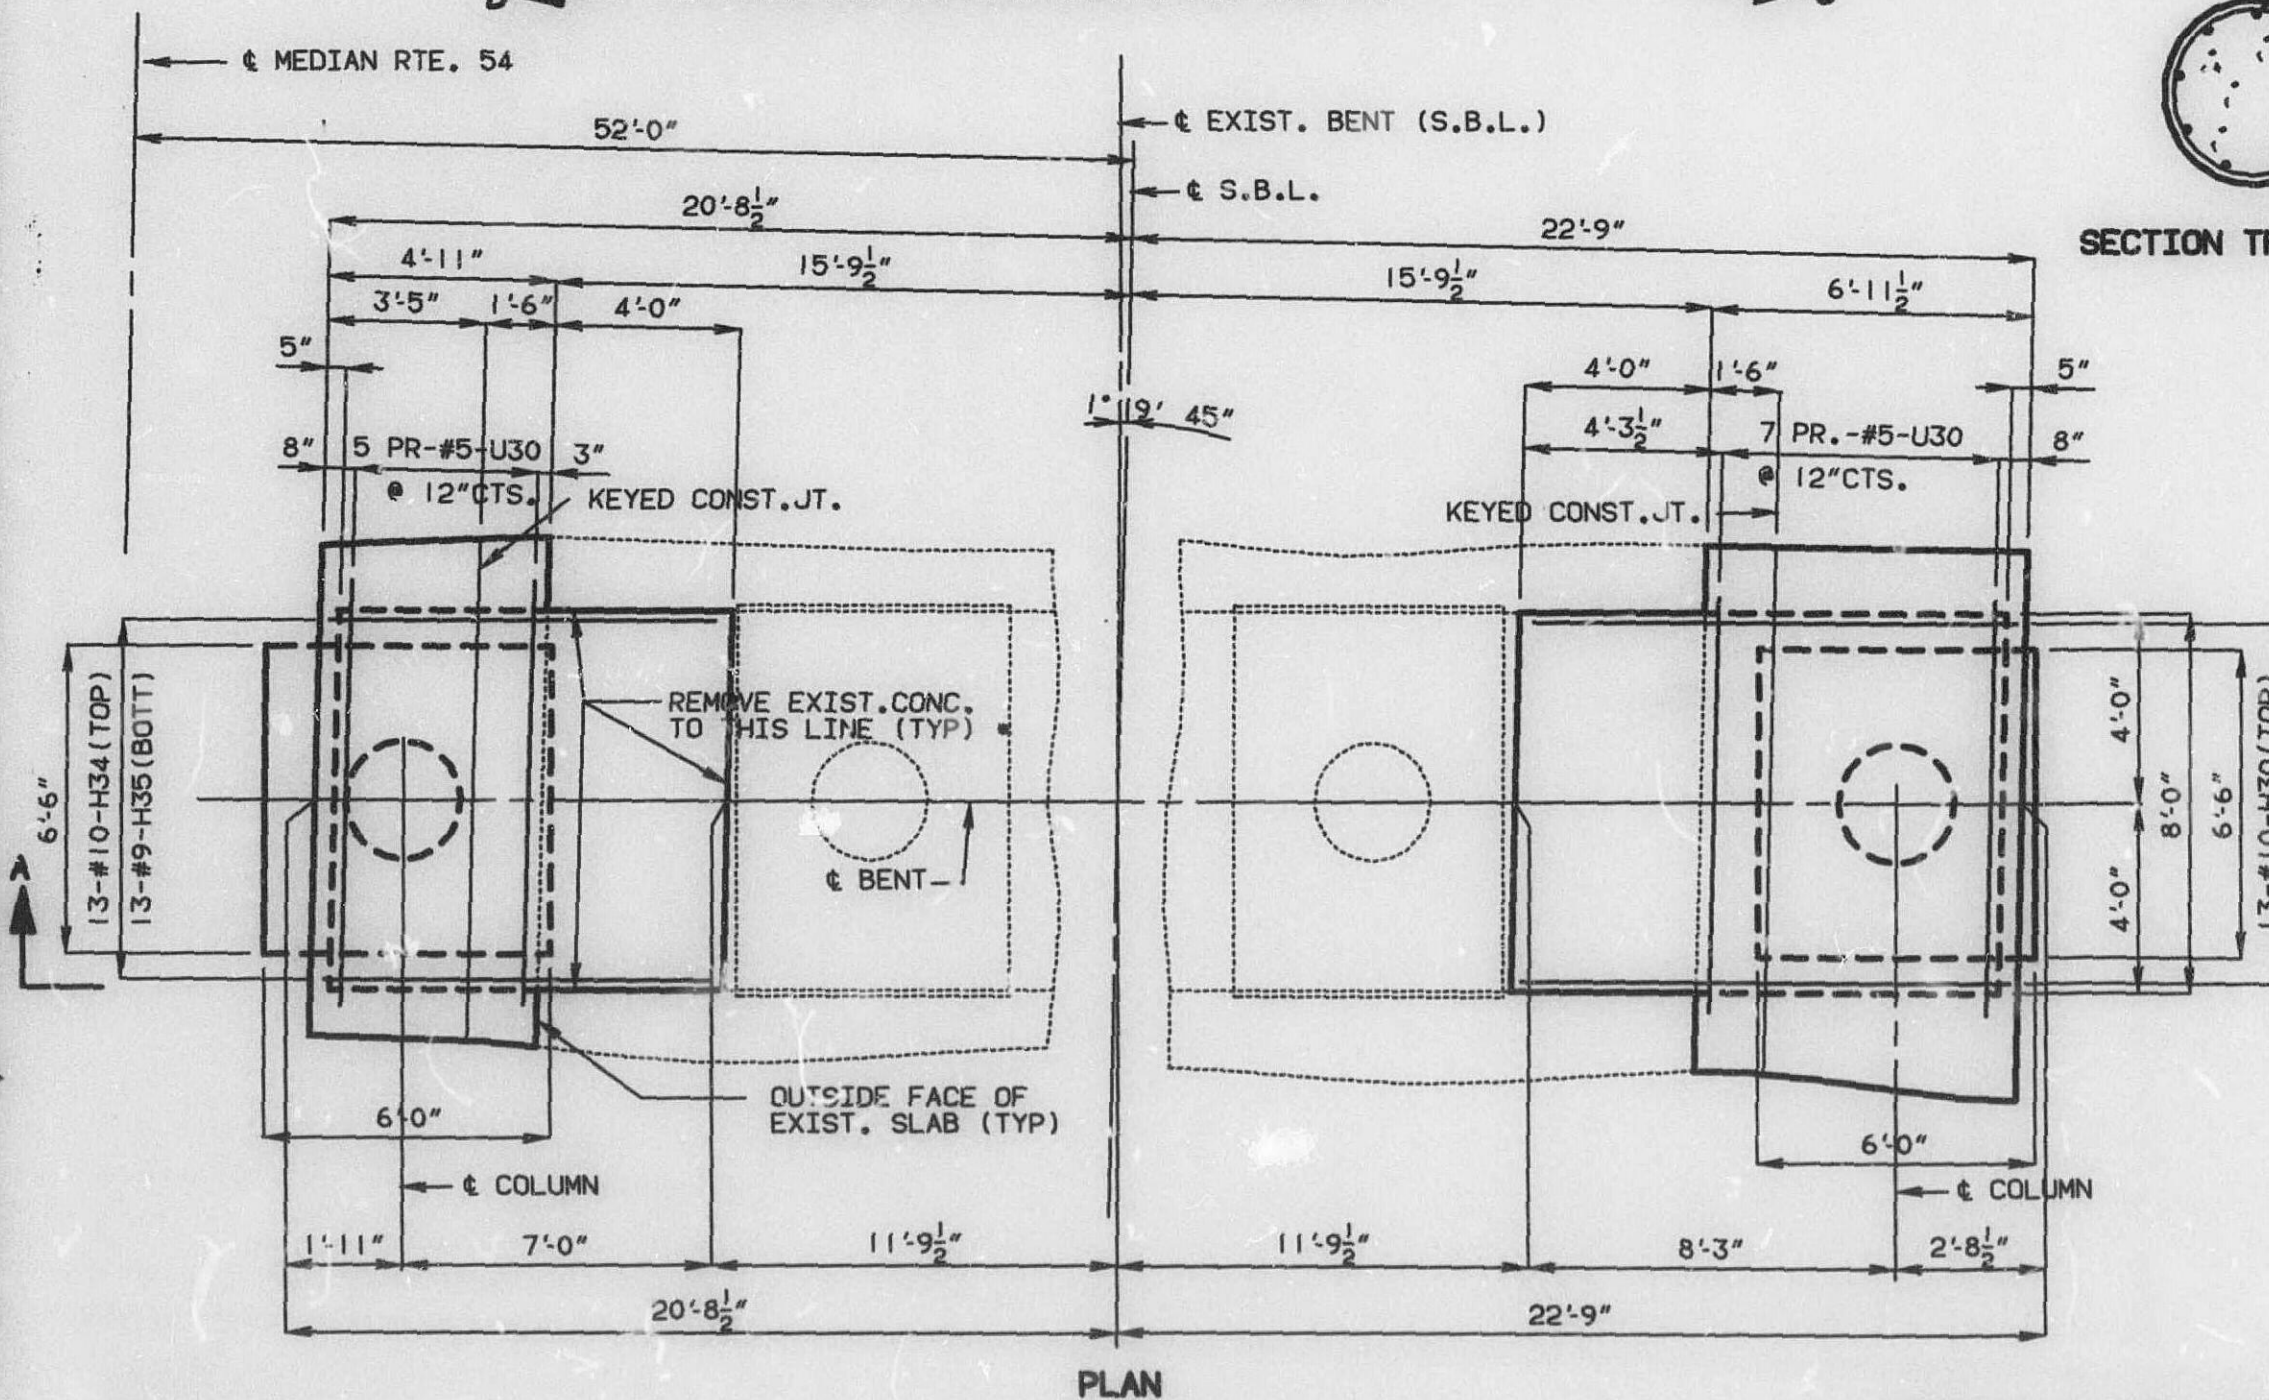 ℄ MEDIAN RTE. 54
52'-0"
℄ EXIST. BENT (S.B.L.)
℄ S.B.L.
SECTION
20'-8½"
22'-9"
4'-11"
15'-9½"
15'-9½"
6'-11½"
3'-5"
1'-6"
4'-0"
5"
4'-0"
1'-6"
5"
1° 19' 45"
8"
5 PR-#5-U30
3"
@ 12"CTS.
4'-3½"
7 PR.-#5-U30
8"
@ 12"CTS.
KEYED CONST.JT.
KEYED CONST.JT.
REMOVE EXIST.CONC.
TO THIS LINE (TYP)
6'-6"
13-#10-H34(TOP)
13-#9-H35(BOTT)
A
℄ BENT
4'-0"
4'-0"
8'-0"
6'-6"
13-#10-H30(TOP)
OUTSIDE FACE OF
EXIST. SLAB (TYP)
6'-0"
6'-0"
℄ COLUMN
℄ COLUMN
1'-11"
7'-0"
11'-9½"
11'-9½"
8'-3"
2'-8½"
20'-8½"
22'-9"
PLAN